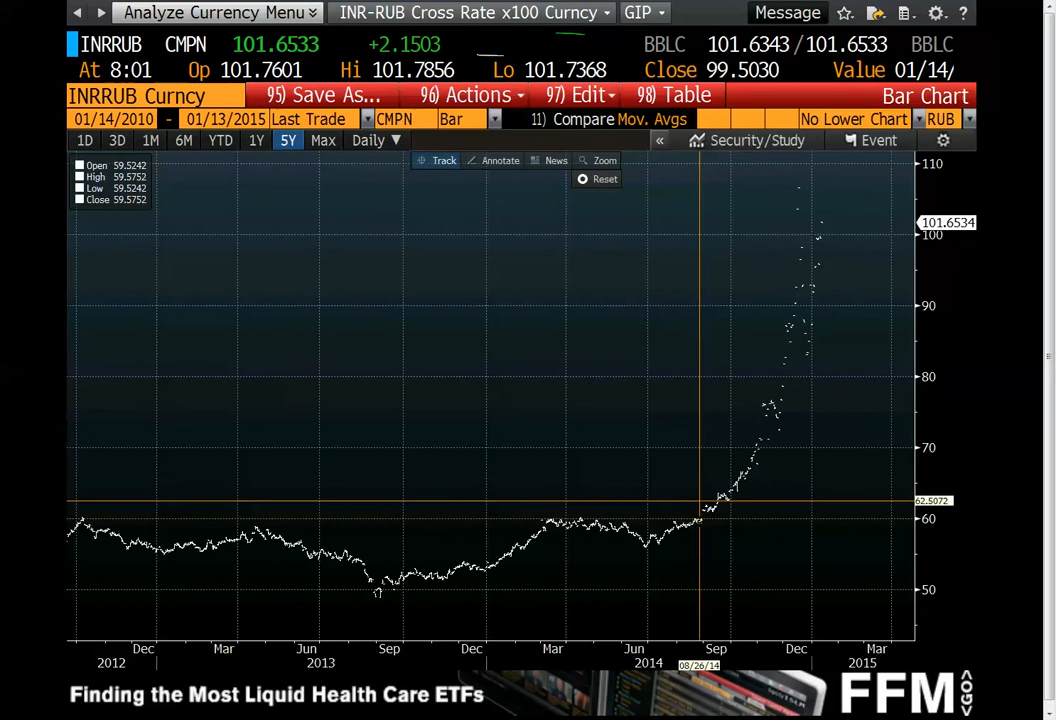 Analyze Currency Menu INR-RUB Cross Rate x100 Curncy GIP Message ?
INRRUB CMPN 101.6533 +2.1503 BBLC 101.6343 /101.6533 BBLC
At 8:01 Op 101.7601 Hi 101.7856 Lo 101.7368 Close 99.5030 Value 01/14/
INRRUB Curncy 95) Save As... 96) Actions 97) Edit 98) Table Bar Chart
01/14/2010 - 01/13/2015 Last Trade CMPN Bar 11) Compare Mov. Avgs No Lower Chart RUB
1D 3D 1M 6M YTD 1Y 5Y Max Daily « Security/Study Event
Track Annotate News Zoom
Reset
Open 59.5242
High 59.5752
Low 59.5242
Close 59.5752
110
101.6534
100
90
80
70
62.5072
60
50
Dec Mar Jun Sep Dec Mar Jun Sep Dec Mar
2012 2013 2014 08/26/14 2015
Finding the Most Liquid Health Care ETFs FFM <GO>